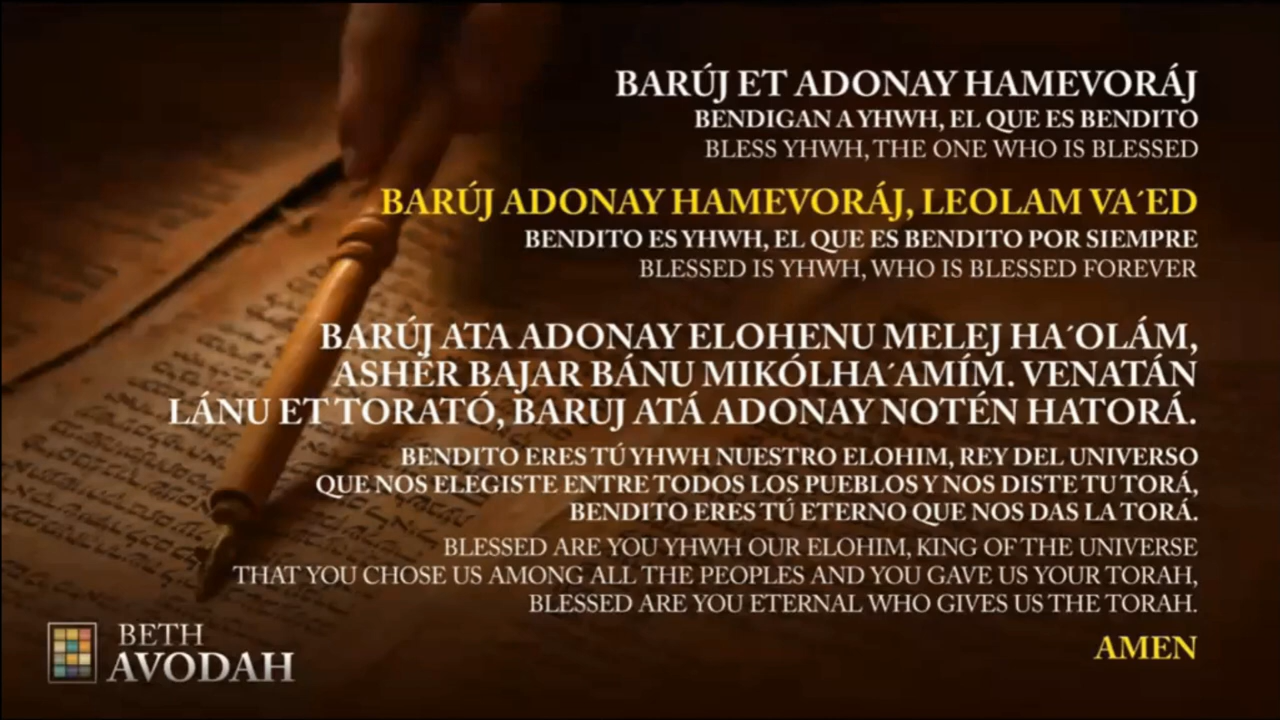 BARÚJ ET ADONAY HAMEVORÁJ
BENDIGAN A YHWH, EL QUE ES BENDITO
BLESS YHWH, THE ONE WHO IS BLESSED
BARÚJ ADONAY HAMEVORÁJ, LEOLAM VA´ED
BENDITO ES YHWH, EL QUE ES BENDITO POR SIEMPRE
BLESSED IS YHWH, WHO IS BLESSED FOREVER
BARÚJ ATA ADONAY ELOHENU MELEJ HA´OLÁM,
ASHÉR BAJAR BÁNU MIKÓLHA´AMÍM. VENATÁN
LÁNU ET TORATÓ, BARUJ ATÁ ADONAY NOTÉN HATORÁ.
BENDITO ERES TÚ YHWH NUESTRO ELOHIM, REY DEL UNIVERSO
QUE NOS ELEGISTE ENTRE TODOS LOS PUEBLOS Y NOS DISTE TU TORÁ,
BENDITO ERES TÚ ETERNO QUE NOS DAS LA TORÁ.
BLESSED ARE YOU YHWH OUR ELOHIM, KING OF THE UNIVERSE
THAT YOU CHOSE US AMONG ALL THE PEOPLES AND YOU GAVE US YOUR TORAH,
BLESSED ARE YOU ETERNAL WHO GIVES US THE TORAH.
AMEN
BETH
AVODAH